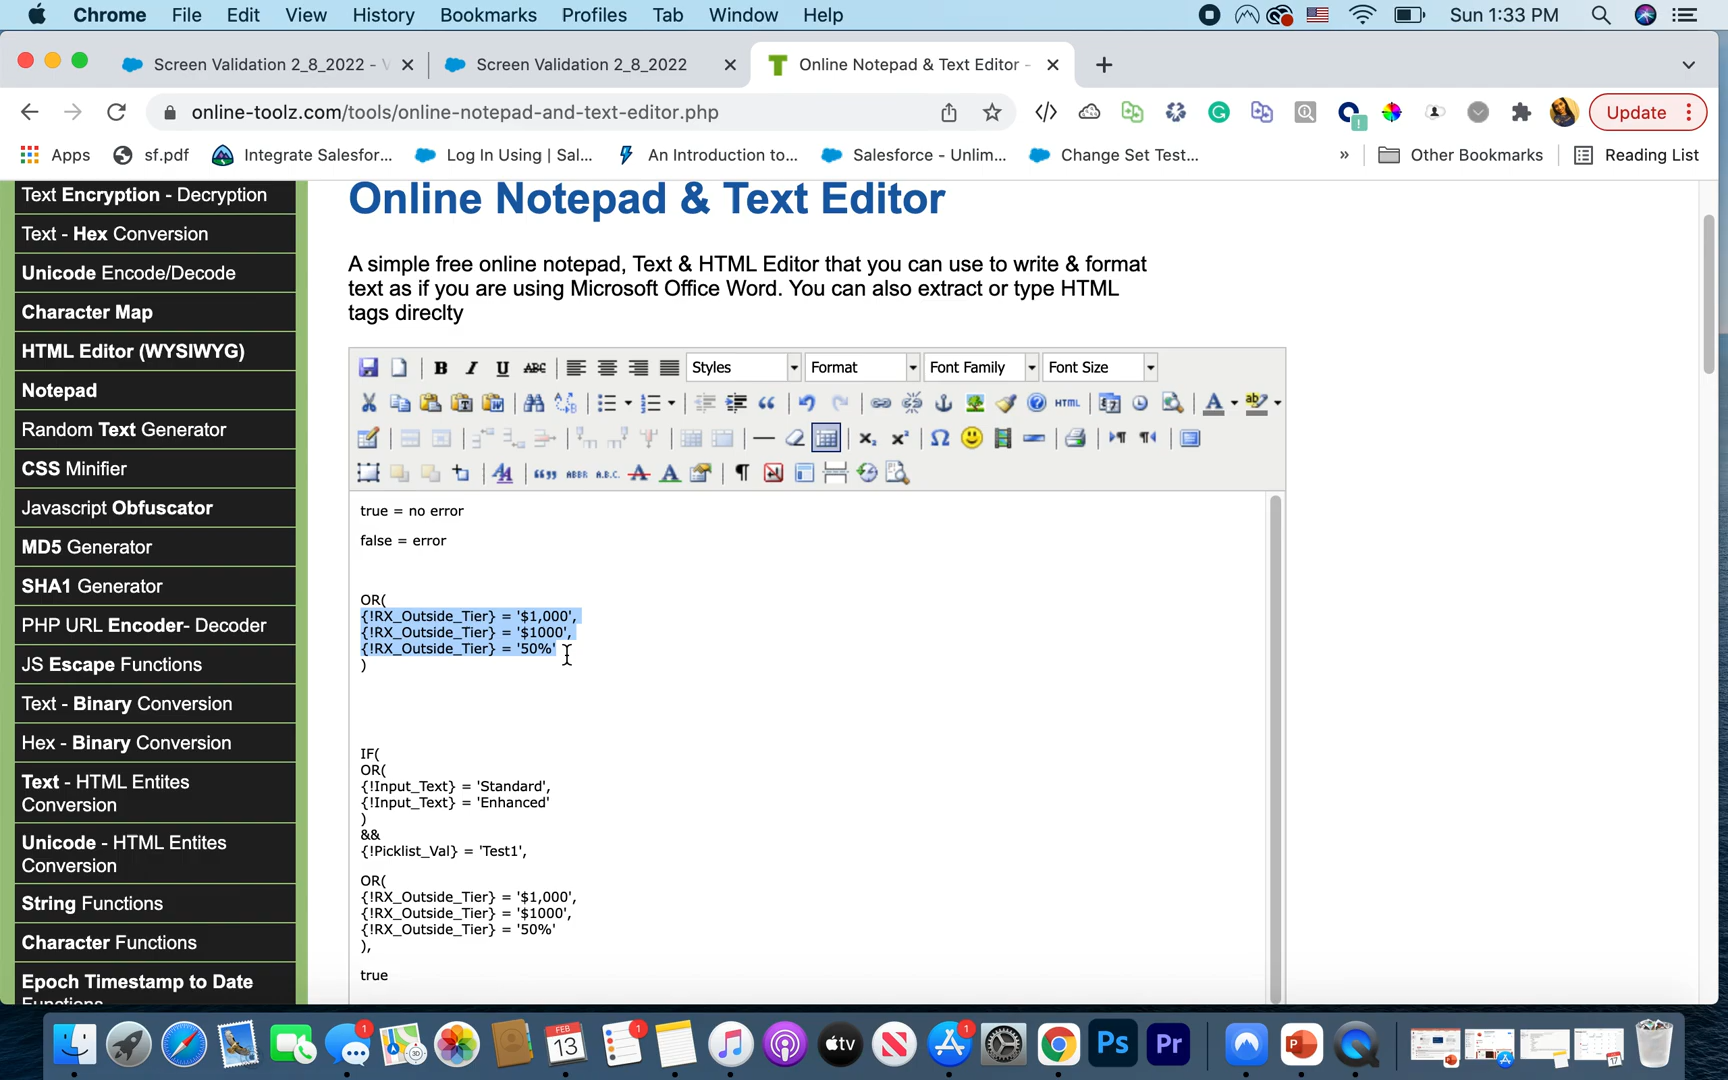 Chrome File Edit View History Bookmarks Profiles Tab Window Help Sun 1:33 PM
Screen Validation 2_8_2022 - V
Screen Validation 2_8_2022
Online Notepad & Text Editor -
online-toolz.com/tools/online-notepad-and-text-editor.php
Update
Apps sf.pdf Integrate Salesfor... Log In Using | Sal... An Introduction to... Salesforce - Unlim... Change Set Test... » Other Bookmarks Reading List
Text Encryption - Decryption
Text - Hex Conversion
Unicode Encode/Decode
Character Map
HTML Editor (WYSIWYG)
Notepad
Random Text Generator
CSS Minifier
Javascript Obfuscator
MD5 Generator
SHA1 Generator
PHP URL Encoder- Decoder
JS Escape Functions
Text - Binary Conversion
Hex - Binary Conversion
Text - HTML Entites
Conversion
Unicode - HTML Entites
Conversion
String Functions
Character Functions
Epoch Timestamp to Date
Functions
Online Notepad & Text Editor
A simple free online notepad, Text & HTML Editor that you can use to write & format
text as if you are using Microsoft Office Word. You can also extract or type HTML
tags direclty
B I U ABC Styles Format Font Family Font Size
HTML
ABBR A.B.C.
true = no error
false = error
OR(
{!RX_Outside_Tier} = '$1,000',
{!RX_Outside_Tier} = '$1000',
{!RX_Outside_Tier} = '50%'
)
IF(
OR(
{!Input_Text} = 'Standard',
{!Input_Text} = 'Enhanced'
)
&&
{!Picklist_Val} = 'Test1',
OR(
{!RX_Outside_Tier} = '$1,000',
{!RX_Outside_Tier} = '$1000',
{!RX_Outside_Tier} = '50%'
),
true
FEB
13
tv
Ps
Pr